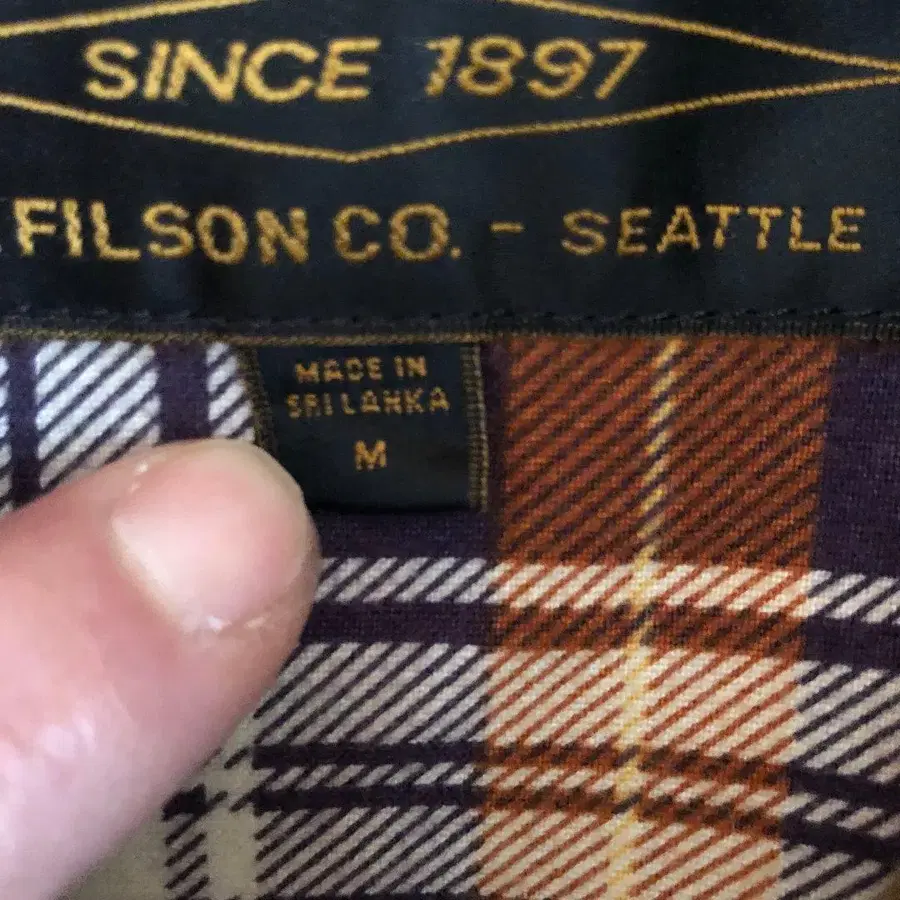 SINCE 1897
FILSON CO. - SEATTLE
MADE IN
SRI LANKA
M